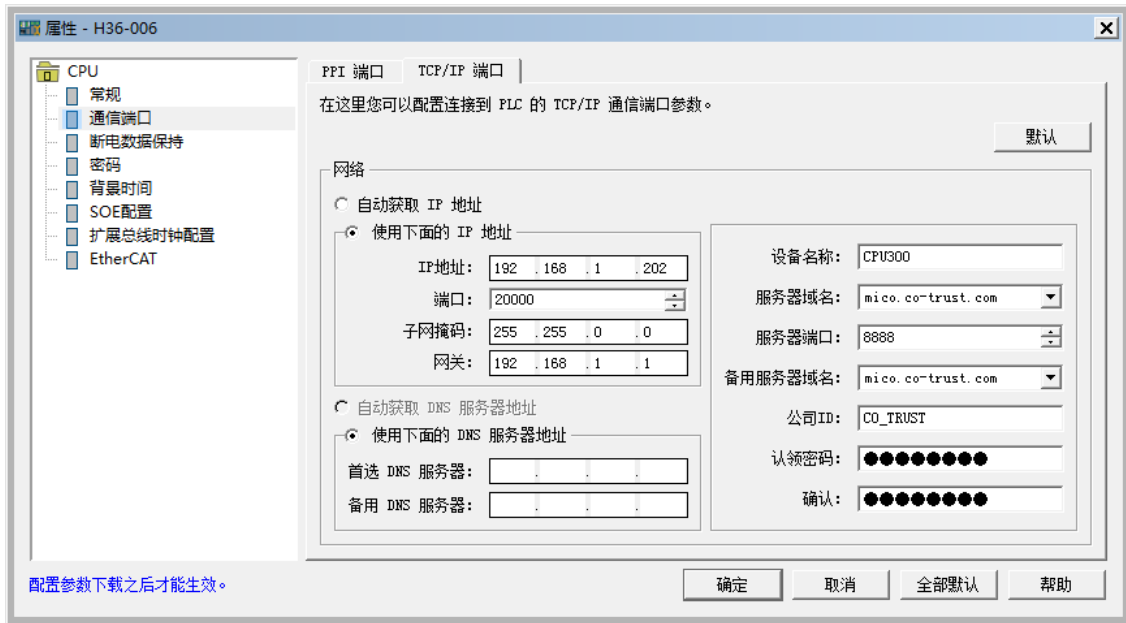 属性 - H36-006
CPU
常规
通信端口
断电数据保持
密码
背景时间
SOE配置
扩展总线时钟配置
EtherCAT
PPI 端口 TCP/IP 端口
在这里您可以配置连接到 PLC 的 TCP/IP 通信端口参数。
默认
网络
自动获取 IP 地址
使用下面的 IP 地址
IP地址: 192 .168 .1 .202
端口: 20000
子网掩码: 255 .255 .0 .0
网关: 192 .168 .1 .1
自动获取 DNS 服务器地址
使用下面的 DNS 服务器地址
首选 DNS 服务器: . . .
备用 DNS 服务器: . . .
设备名称: CPU300
服务器域名: mico.co-trust.com
服务器端口: 8888
备用服务器域名: mico.co-trust.com
公司ID: CO_TRUST
认领密码: ●●●●●●●●
确认: ●●●●●●●●
配置参数下载之后才能生效。
确定 取消 全部默认 帮助